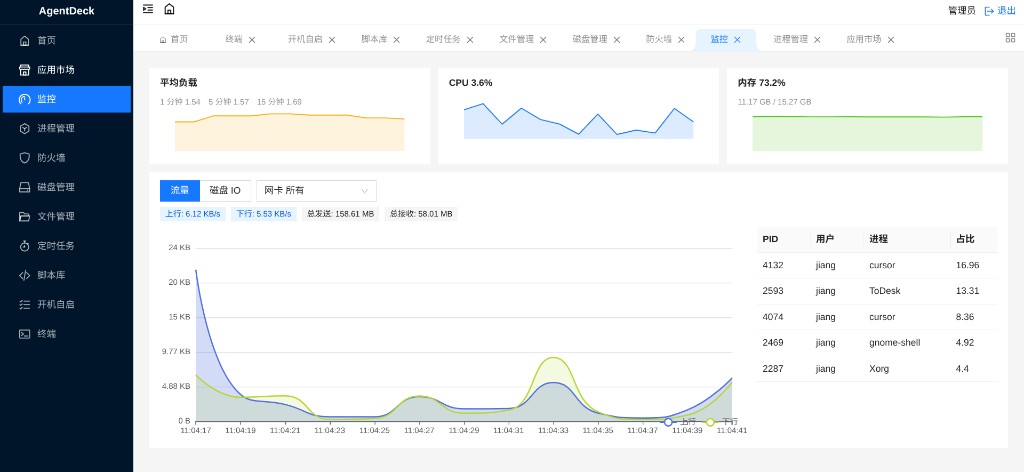 AgentDeck
管理员 退出
首页
应用市场
监控
进程管理
防火墙
磁盘管理
文件管理
定时任务
脚本库
开机自启
终端
首页 终端 开机自启 脚本库 定时任务 文件管理 磁盘管理 防火墙 监控 进程管理 应用市场
平均负载
1 分钟 1.54 5 分钟 1.57 15 分钟 1.69
CPU 3.6%
内存 73.2%
11.17 GB / 15.27 GB
流量 磁盘 IO 网卡 所有
上行: 6.12 KB/s 下行: 5.53 KB/s 总发送: 158.61 MB 总接收: 58.01 MB
24 KB
20 KB
15 KB
9.77 KB
4.88 KB
0 B
11:04:17 11:04:19 11:04:21 11:04:23 11:04:25 11:04:27 11:04:29 11:04:31 11:04:33 11:04:35 11:04:37 11:04:39 11:04:41
上行 下行
PID 用户 进程 占比
4132 jiang cursor 16.96
2593 jiang ToDesk 13.31
4074 jiang cursor 8.36
2469 jiang gnome-shell 4.92
2287 jiang Xorg 4.4